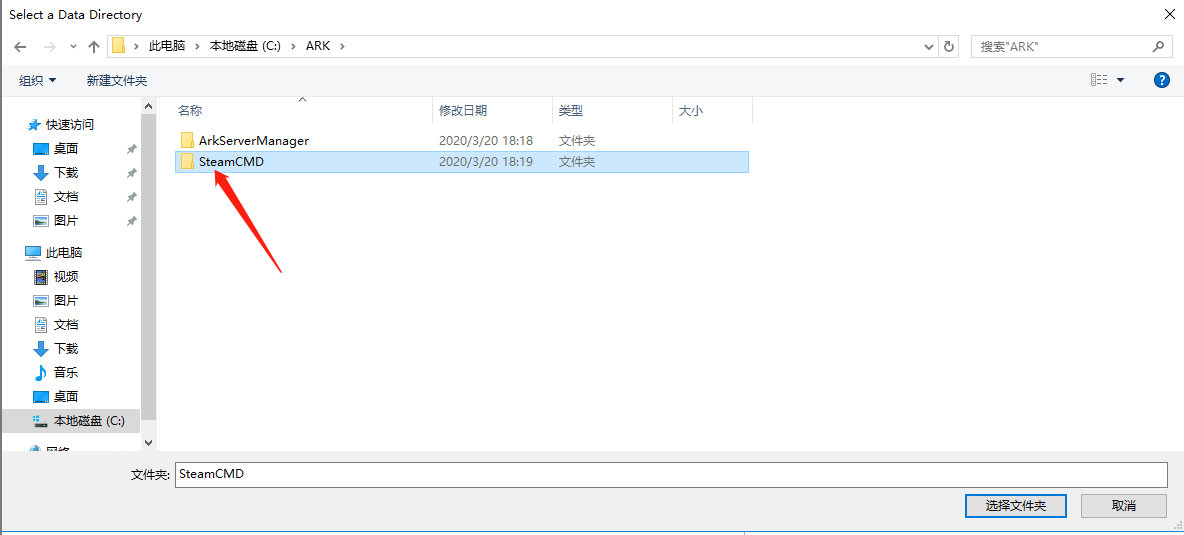 Select a Data Directory
此电脑 › 本地磁盘 (C:) › ARK ›
搜索"ARK"
组织
新建文件夹
名称 修改日期 类型 大小
ArkServerManager 2020/3/20 18:18 文件夹
SteamCMD 2020/3/20 18:19 文件夹
快速访问
桌面
下载
文档
图片
此电脑
视频
图片
文档
下载
音乐
桌面
本地磁盘 (C:)
网络
文件夹: SteamCMD
选择文件夹
取消